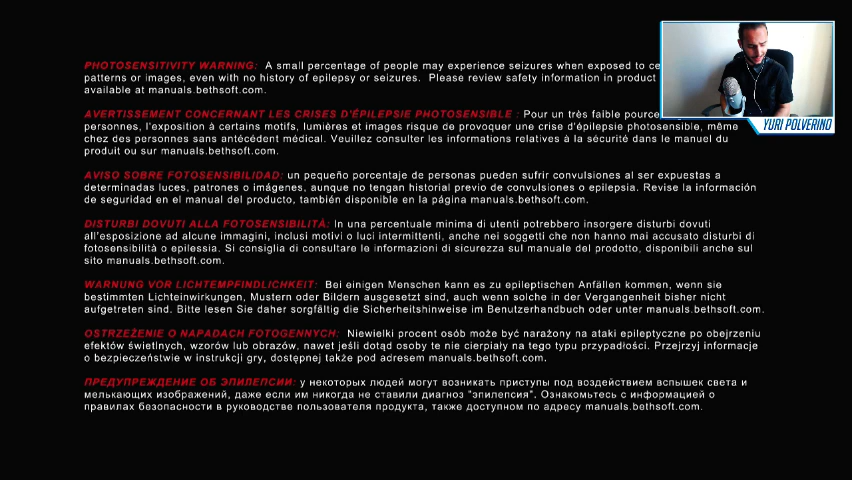 PHOTOSENSITIVITY WARNING: A small percentage of people may experience seizures when exposed to
patterns or images, even with no history of epilepsy or seizures. Please review safety information in product
available at manuals.bethsoft.com.
AVERTISSEMENT CONCERNANT LES CRISES D'ÉPILEPSIE PHOTOSENSIBLE : Pour un très faible
personnes, l'exposition à certains motifs, lumières et images risque de provoquer une crise d'épilepsie photosensible, même
chez des personnes sans antécédent médical. Veuillez consulter les informations relatives à la sécurité dans le manuel du
produit ou sur manuals.bethsoft.com.
AVISO SOBRE FOTOSENSIBILIDAD: un pequeño porcentaje de personas pueden sufrir convulsiones al ser expuestas a
determinadas luces, patrones o imágenes, aunque no tengan historial previo de convulsiones o epilepsia. Revise la información
de seguridad en el manual del producto, también disponible en la página manuals.bethsoft.com.
DISTURBI DOVUTI ALLA FOTOSENSIBILITÀ: In una percentuale minima di utenti potrebbero insorgere disturbi dovuti
all'esposizione ad alcune immagini, inclusi motivi o luci intermittenti, anche nei soggetti che non hanno mai accusato disturbi di
fotosensibilità o epilessia. Si consiglia di consultare le informazioni di sicurezza sul manuale del prodotto, disponibili anche sul
sito manuals.bethsoft.com.
WARNUNG VOR LICHTEMPFINDLICHKEIT: Bei einigen Menschen kann es zu epileptischen Anfällen kommen, wenn sie
bestimmten Lichteinwirkungen, Mustern oder Bildern ausgesetzt sind, auch wenn solche in der Vergangenheit bisher nicht
aufgetreten sind. Bitte lesen Sie daher sorgfältig die Sicherheitshinweise im Benutzerhandbuch oder unter manuals.bethsoft.com.
OSTRZEŻENIE O NAPADACH FOTOGENNYCH: Niewielki procent osób może być narażony na ataki epileptyczne po obejrzeniu
efektów świetlnych, wzorów lub obrazów, nawet jeśli dotąd osoby te nie cierpiały na tego typu przypadłości. Przejrzyj informacje
o bezpieczeństwie w instrukcji gry, dostępnej także pod adresem manuals.bethsoft.com.
ПРЕДУПРЕЖДЕНИЕ ОБ ЭПИЛЕПСИИ: у некоторых людей могут возникать приступы под воздействием вспышек света и
мелькающих изображений, даже если им никогда не ставили диагноз "эпилепсия". Ознакомьтесь с информацией о
правилах безопасности в руководстве пользователя продукта, также доступном по адресу manuals.bethsoft.com.
YURI POLVERINO